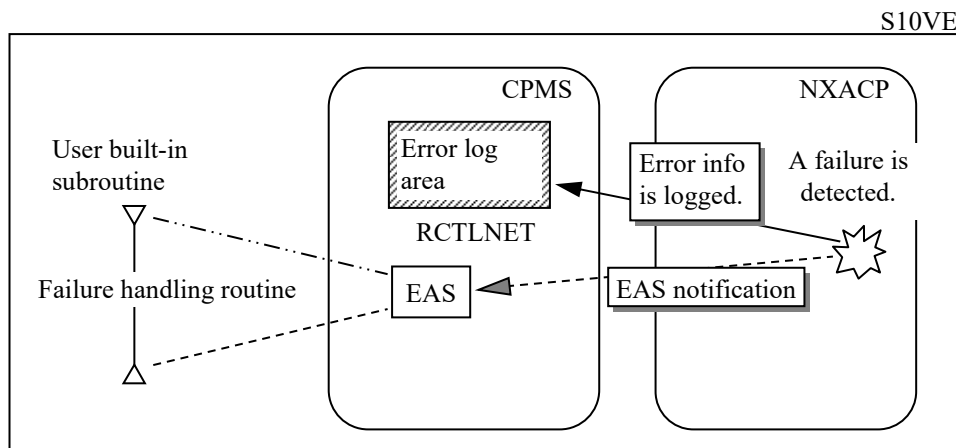 S10VE
CPMS
NXACP
User built-in
subroutine
Error log
area
Error info
is logged.
A failure is
detected.
RCTLNET
Failure handling routine
EAS
EAS notification